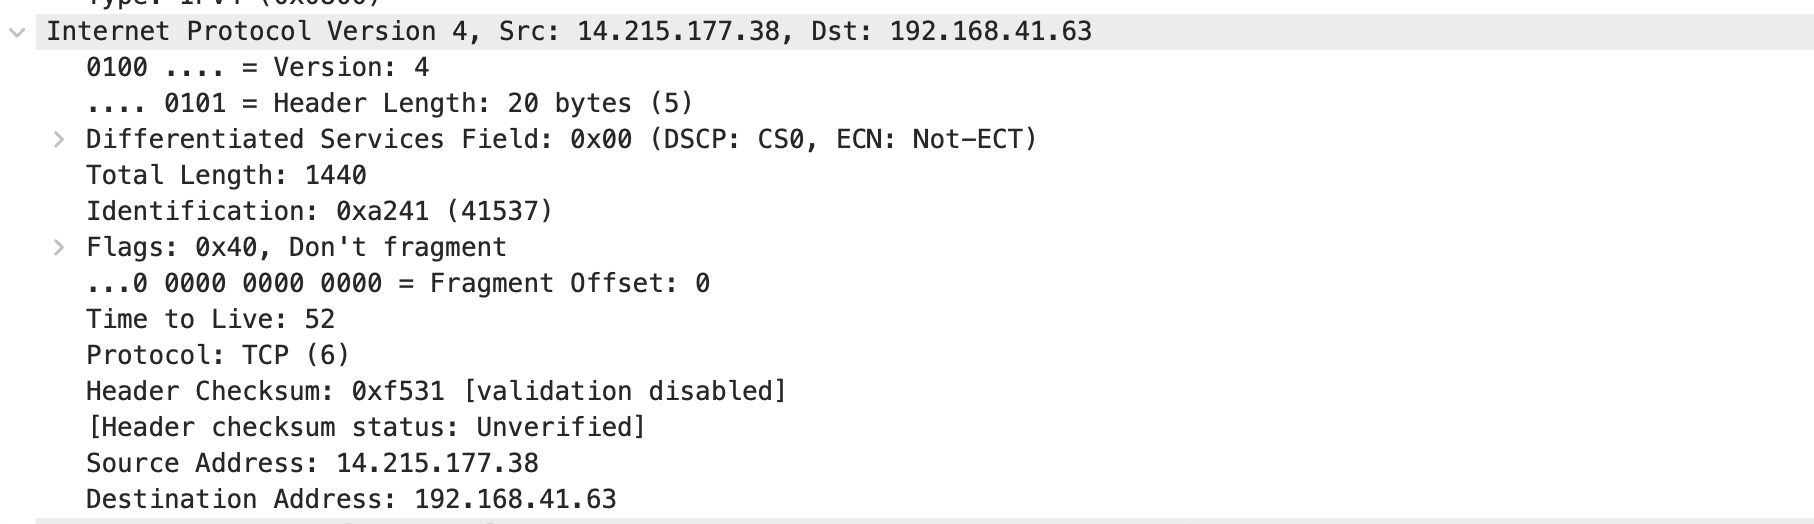 Internet Protocol Version 4, Src: 14.215.177.38, Dst: 192.168.41.63
0100 .... = Version: 4
.... 0101 = Header Length: 20 bytes (5)
Differentiated Services Field: 0x00 (DSCP: CS0, ECN: Not-ECT)
Total Length: 1440
Identification: 0xa241 (41537)
Flags: 0x40, Don't fragment
...0 0000 0000 0000 = Fragment Offset: 0
Time to Live: 52
Protocol: TCP (6)
Header Checksum: 0xf531 [validation disabled]
[Header checksum status: Unverified]
Source Address: 14.215.177.38
Destination Address: 192.168.41.63